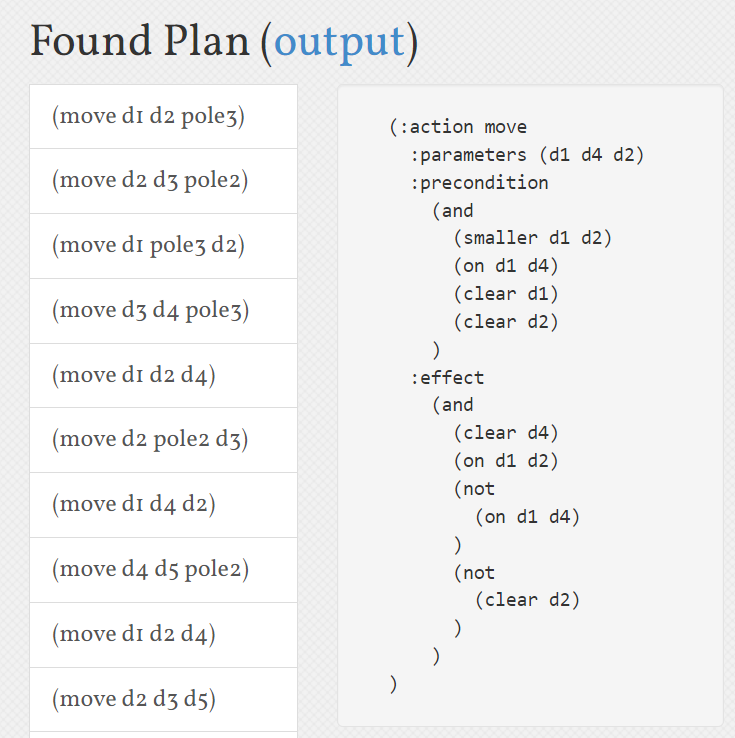 Found Plan (output)
(move d1 d2 pole3)
(move d2 d3 pole2)
(move d1 pole3 d2)
(move d3 d4 pole3)
(move d1 d2 d4)
(move d2 pole2 d3)
(move d1 d4 d2)
(move d4 d5 pole2)
(move d1 d2 d4)
(move d2 d3 d5)
(:action move
:parameters (d1 d4 d2)
:precondition
(and
(smaller d1 d2)
(on d1 d4)
(clear d1)
(clear d2)
)
:effect
(and
(clear d4)
(on d1 d2)
(not
(on d1 d4)
)
(not
(clear d2)
)
)
)